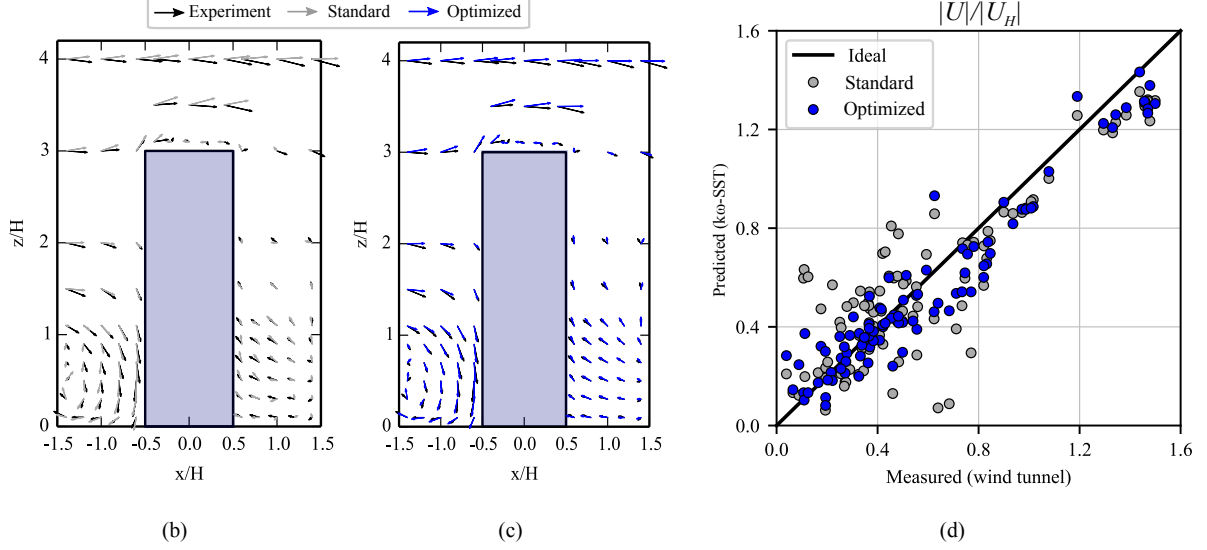 Experiment Standard Optimized
|U|/|U_H|
4
3
2
1
0
z/H
-1.5 -1.0 -0.5 0.0 0.5 1.0 1.5
x/H
4
3
2
1
0
z/H
-1.5 -1.0 -0.5 0.0 0.5 1.0 1.5
x/H
Ideal
Standard
Optimized
1.6
1.2
0.8
0.4
0.0
Predicted (kω-SST)
0.0 0.4 0.8 1.2 1.6
Measured (wind tunnel)
(b) (c) (d)